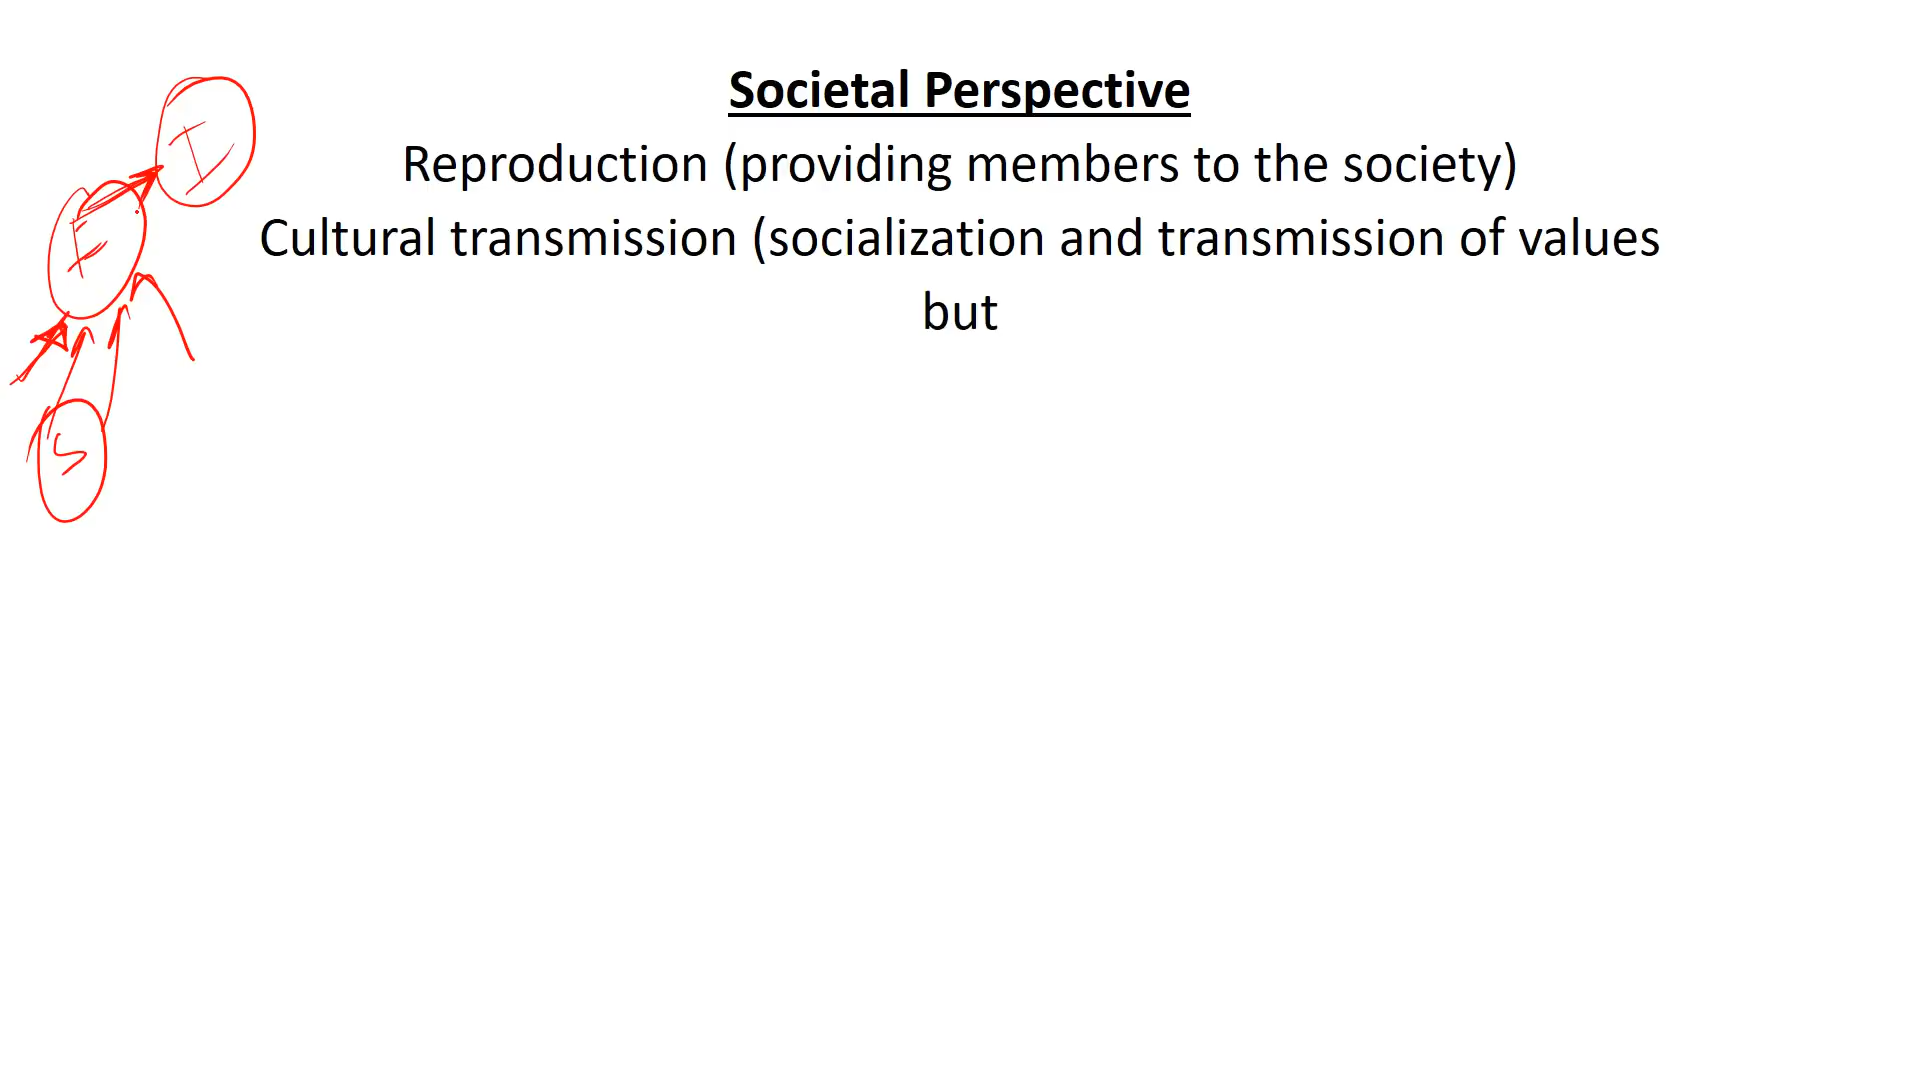 Societal Perspective
Reproduction (providing members to the society)
Cultural transmission (socialization and transmission of values
but
I
F
S